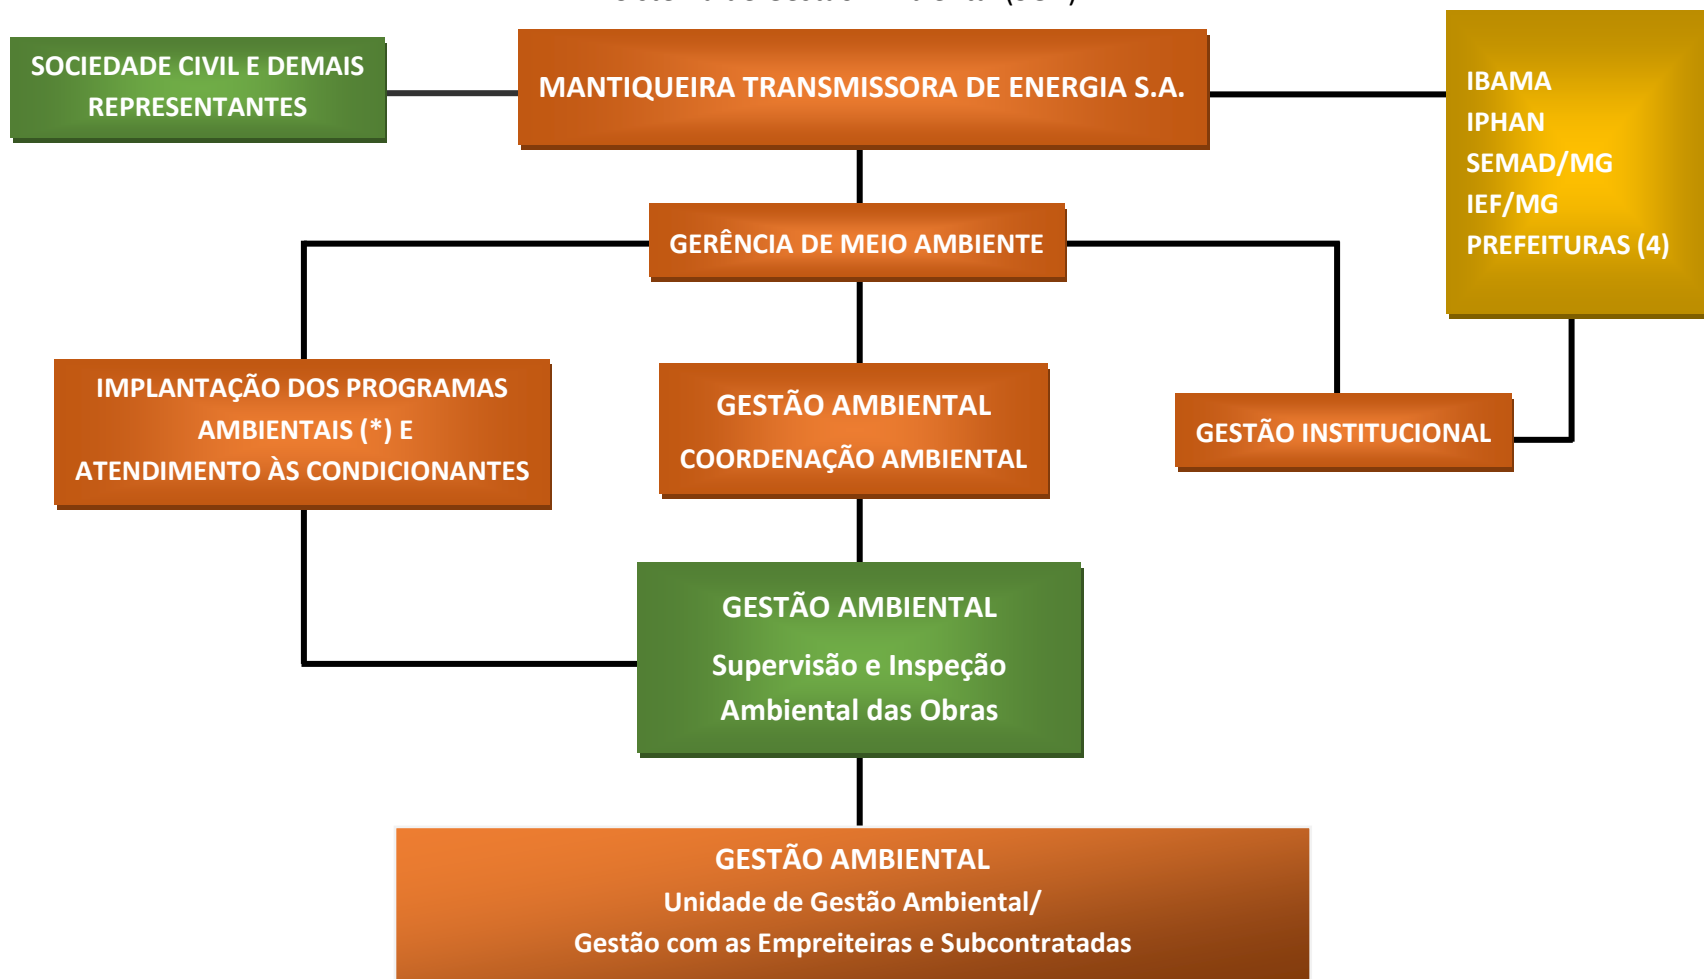 SOCIEDADE CIVIL E DEMAIS
REPRESENTANTES
MANTIQUEIRA TRANSMISSORA DE ENERGIA S.A.
IBAMA
IPHAN
SEMAD/MG
IEF/MG
PREFEITURAS (4)
GERÊNCIA DE MEIO AMBIENTE
IMPLANTAÇÃO DOS PROGRAMAS
AMBIENTAIS (*) E
ATENDIMENTO ÀS CONDICIONANTES
GESTÃO AMBIENTAL
COORDENAÇÃO AMBIENTAL
GESTÃO INSTITUCIONAL
GESTÃO AMBIENTAL
Supervisão e Inspeção
Ambiental das Obras
GESTÃO AMBIENTAL
Unidade de Gestão Ambiental/
Gestão com as Empreiteiras e Subcontratadas